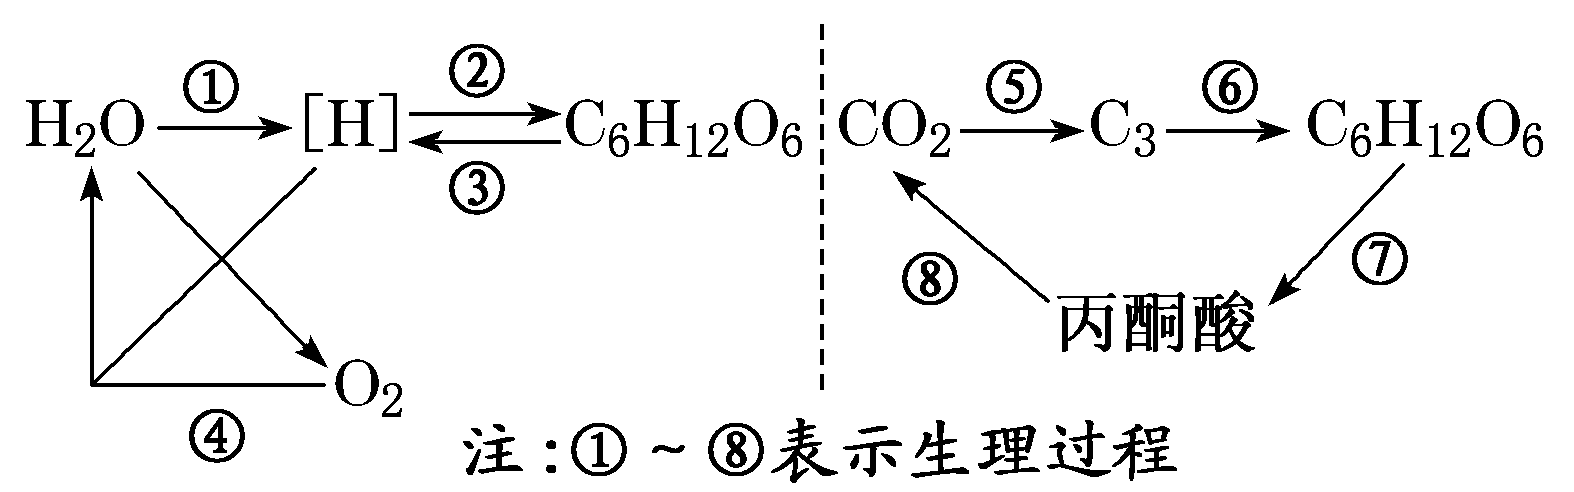 ① ② ⑤ ⑥
H₂O [H] C₆H₁₂O₆ CO₂ C₃ C₆H₁₂O₆
③
⑧ 丙酮酸 ⑦
O₂
④
注:①~⑧表示生理过程